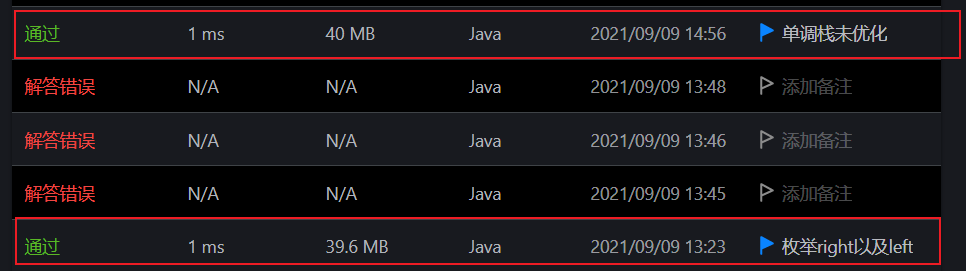 通过 1 ms 40 MB Java 2021/09/09 14:56 单调栈未优化
解答错误 N/A N/A Java 2021/09/09 13:48 添加备注
解答错误 N/A N/A Java 2021/09/09 13:46 添加备注
解答错误 N/A N/A Java 2021/09/09 13:45 添加备注
通过 1 ms 39.6 MB Java 2021/09/09 13:23 枚举right以及left